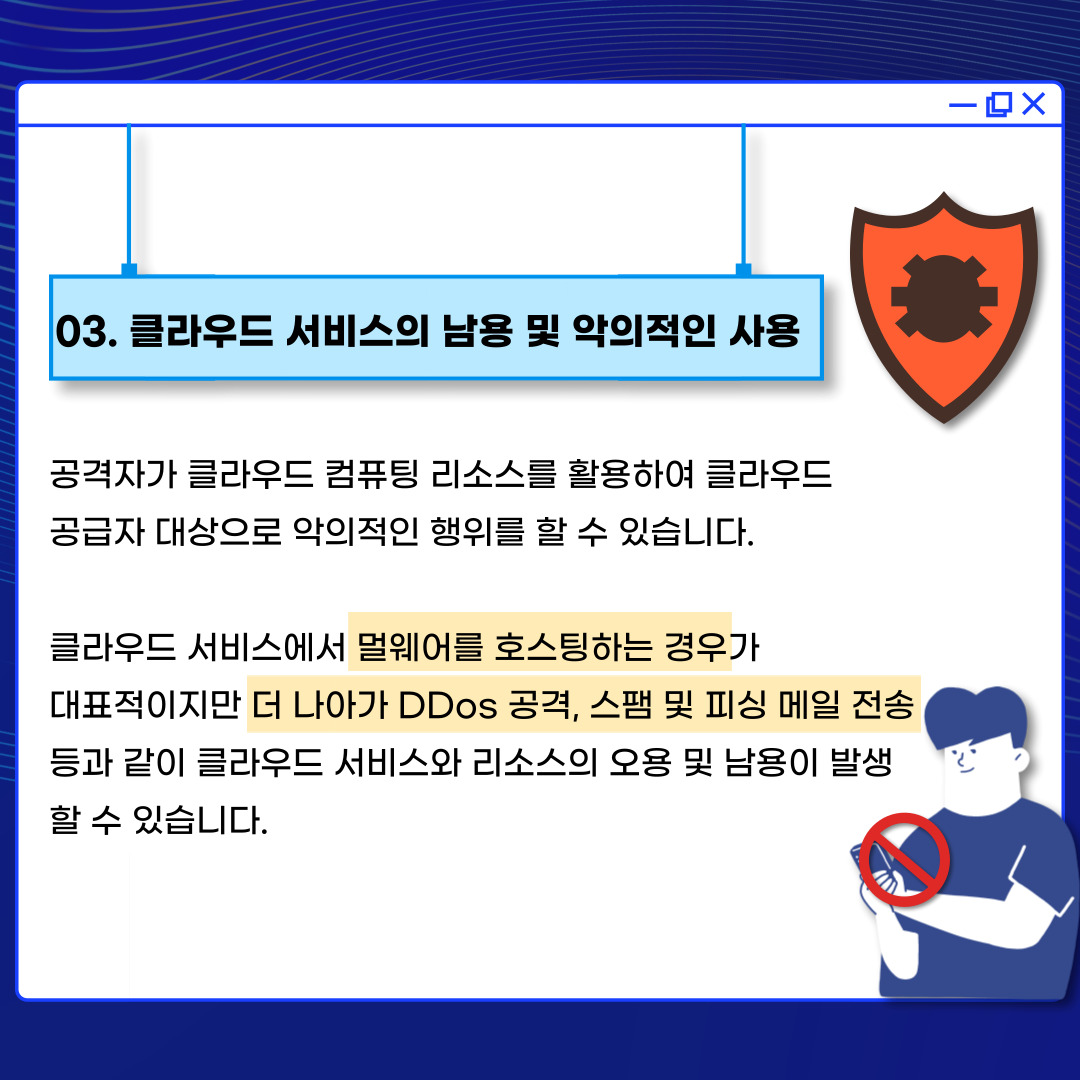 03. 클라우드 서비스의 남용 및 악의적인 사용
공격자가 클라우드 컴퓨팅 리소스를 활용하여 클라우드
공급자 대상으로 악의적인 행위를 할 수 있습니다.
클라우드 서비스에서 멀웨어를 호스팅하는 경우가
대표적이지만 더 나아가 DDos 공격, 스팸 및 피싱 메일 전송
등과 같이 클라우드 서비스와 리소스의 오용 및 남용이 발생
할 수 있습니다.